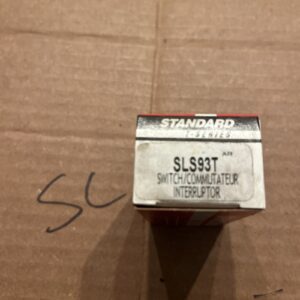 STANDARD
T-SERIES
SLS93T
SWITCH/COMMUTATEUR
INTERRUPTOR
SL